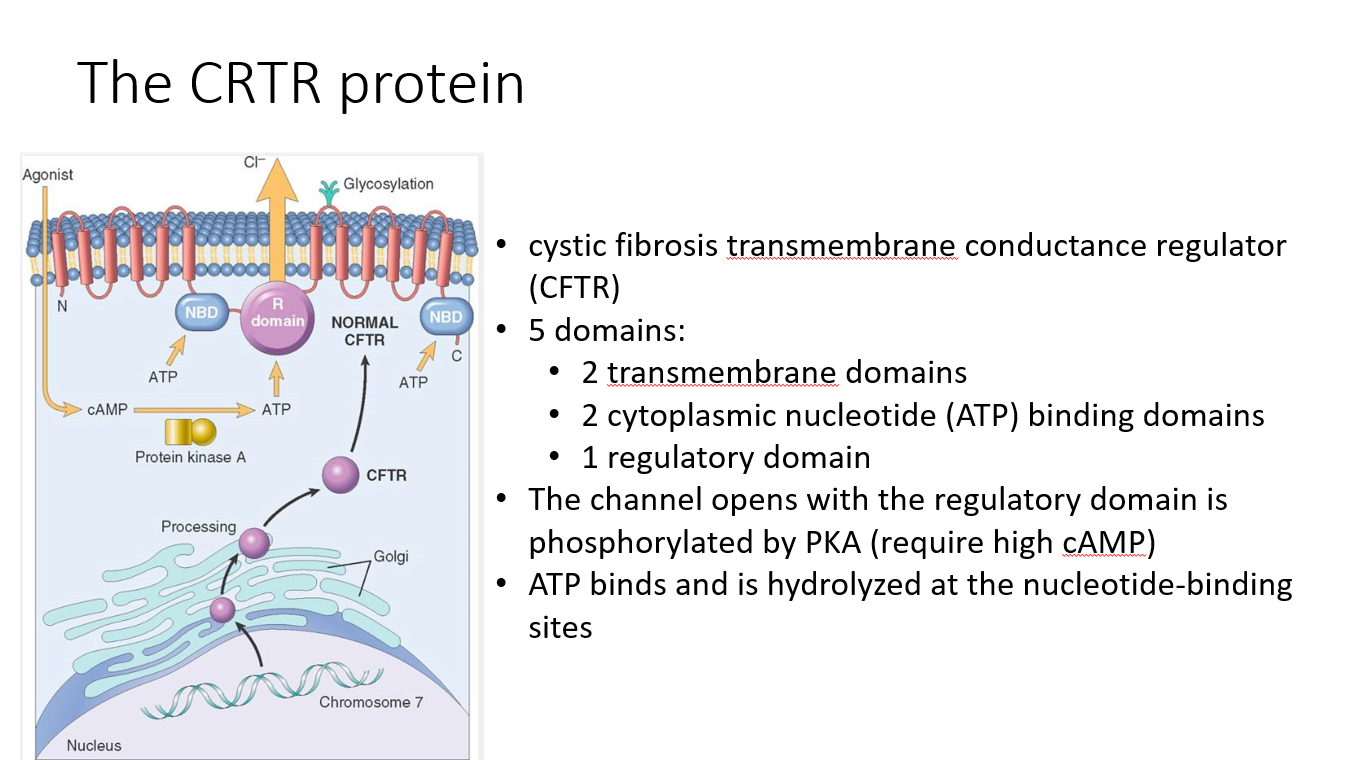 The CRTR protein
Cl–
Agonist
Glycosylation
N
NBD
R
domain
NORMAL
CFTR
NBD
C
ATP
ATP
cAMP
ATP
Protein kinase A
CFTR
Processing
Golgi
Chromosome 7
Nucleus
• cystic fibrosis transmembrane conductance regulator
(CFTR)
• 5 domains:
• 2 transmembrane domains
• 2 cytoplasmic nucleotide (ATP) binding domains
• 1 regulatory domain
• The channel opens with the regulatory domain is
phosphorylated by PKA (require high cAMP)
• ATP binds and is hydrolyzed at the nucleotide-binding
sites